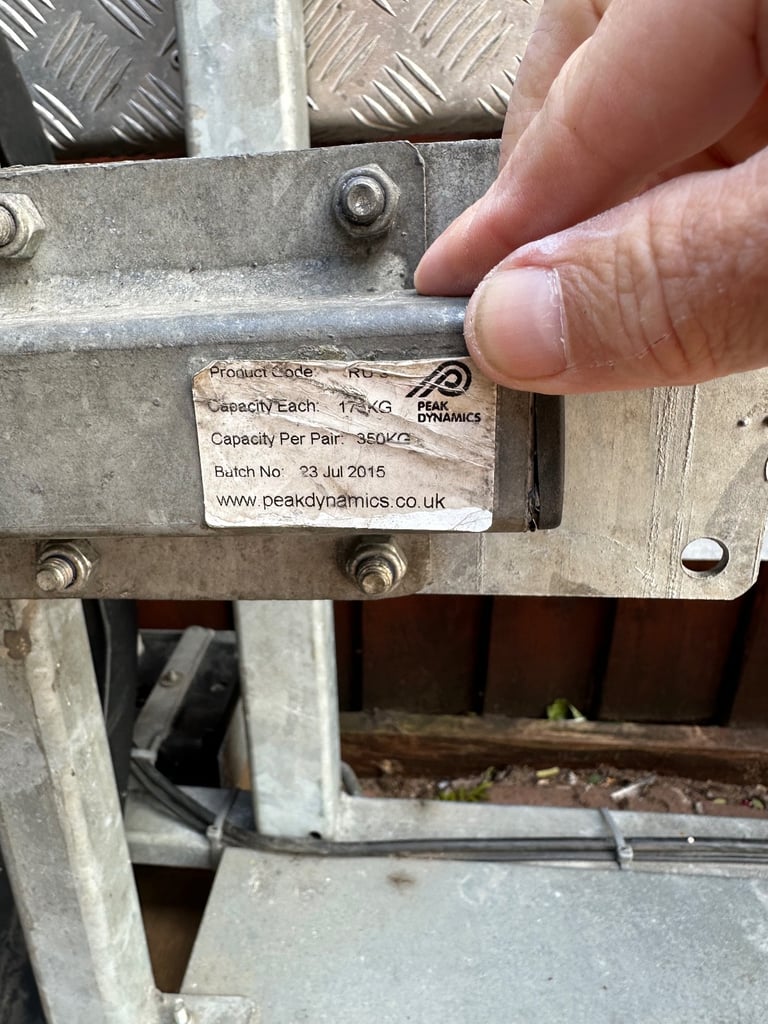 Product Code:
PEAK
DYNAMICS
Capacity Each: 175KG
Capacity Per Pair: 350KG
Batch No: 23 Jul 2015
www.peakdynamics.co.uk